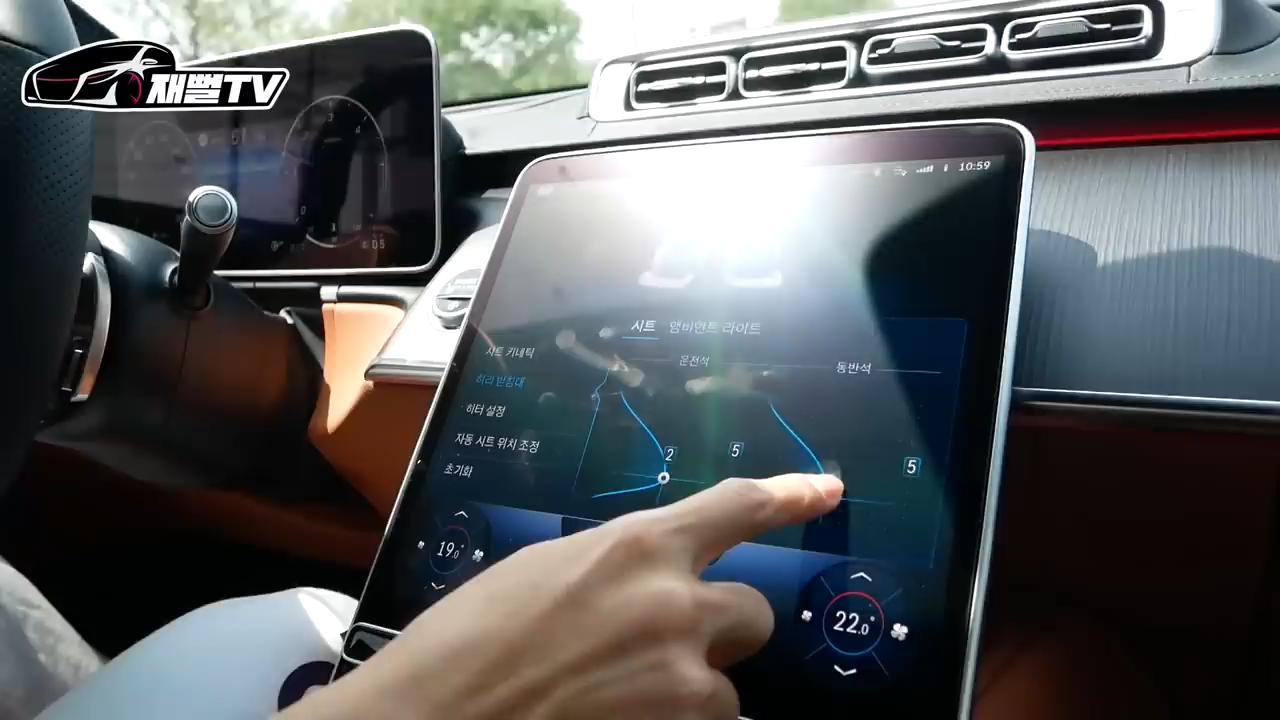 재뻘TV
10:59
시트 앰비언트 라이트
시트 키네틱
운전석
동반석
허리 받침대
히터 설정
자동 시트 위치 조정
초기화
2
5
5
19.0°
22.0°